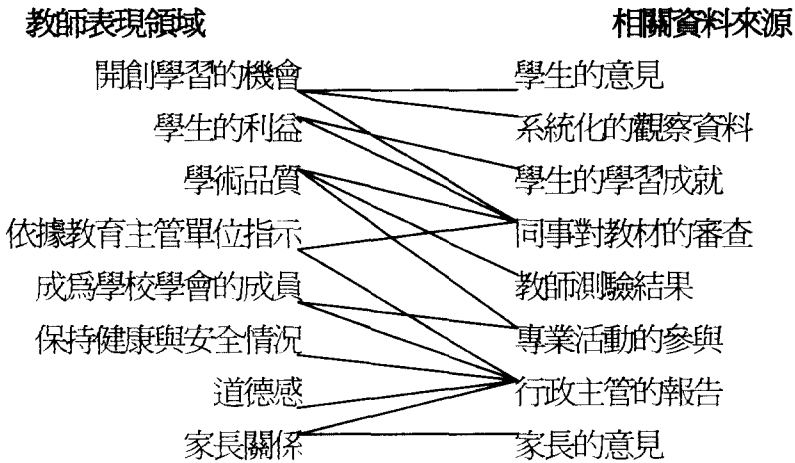 教師表現領域 相關資料來源
開創學習的機會 學生的意見
學生的利益 系統化的觀察資料
學術品質 學生的學習成就
依據教育主管單位指示 同事對教材的審查
成爲學校學會的成員 教師測驗結果
保持健康與安全情況 專業活動的參與
道德感 行政主管的報告
家長關係 家長的意見